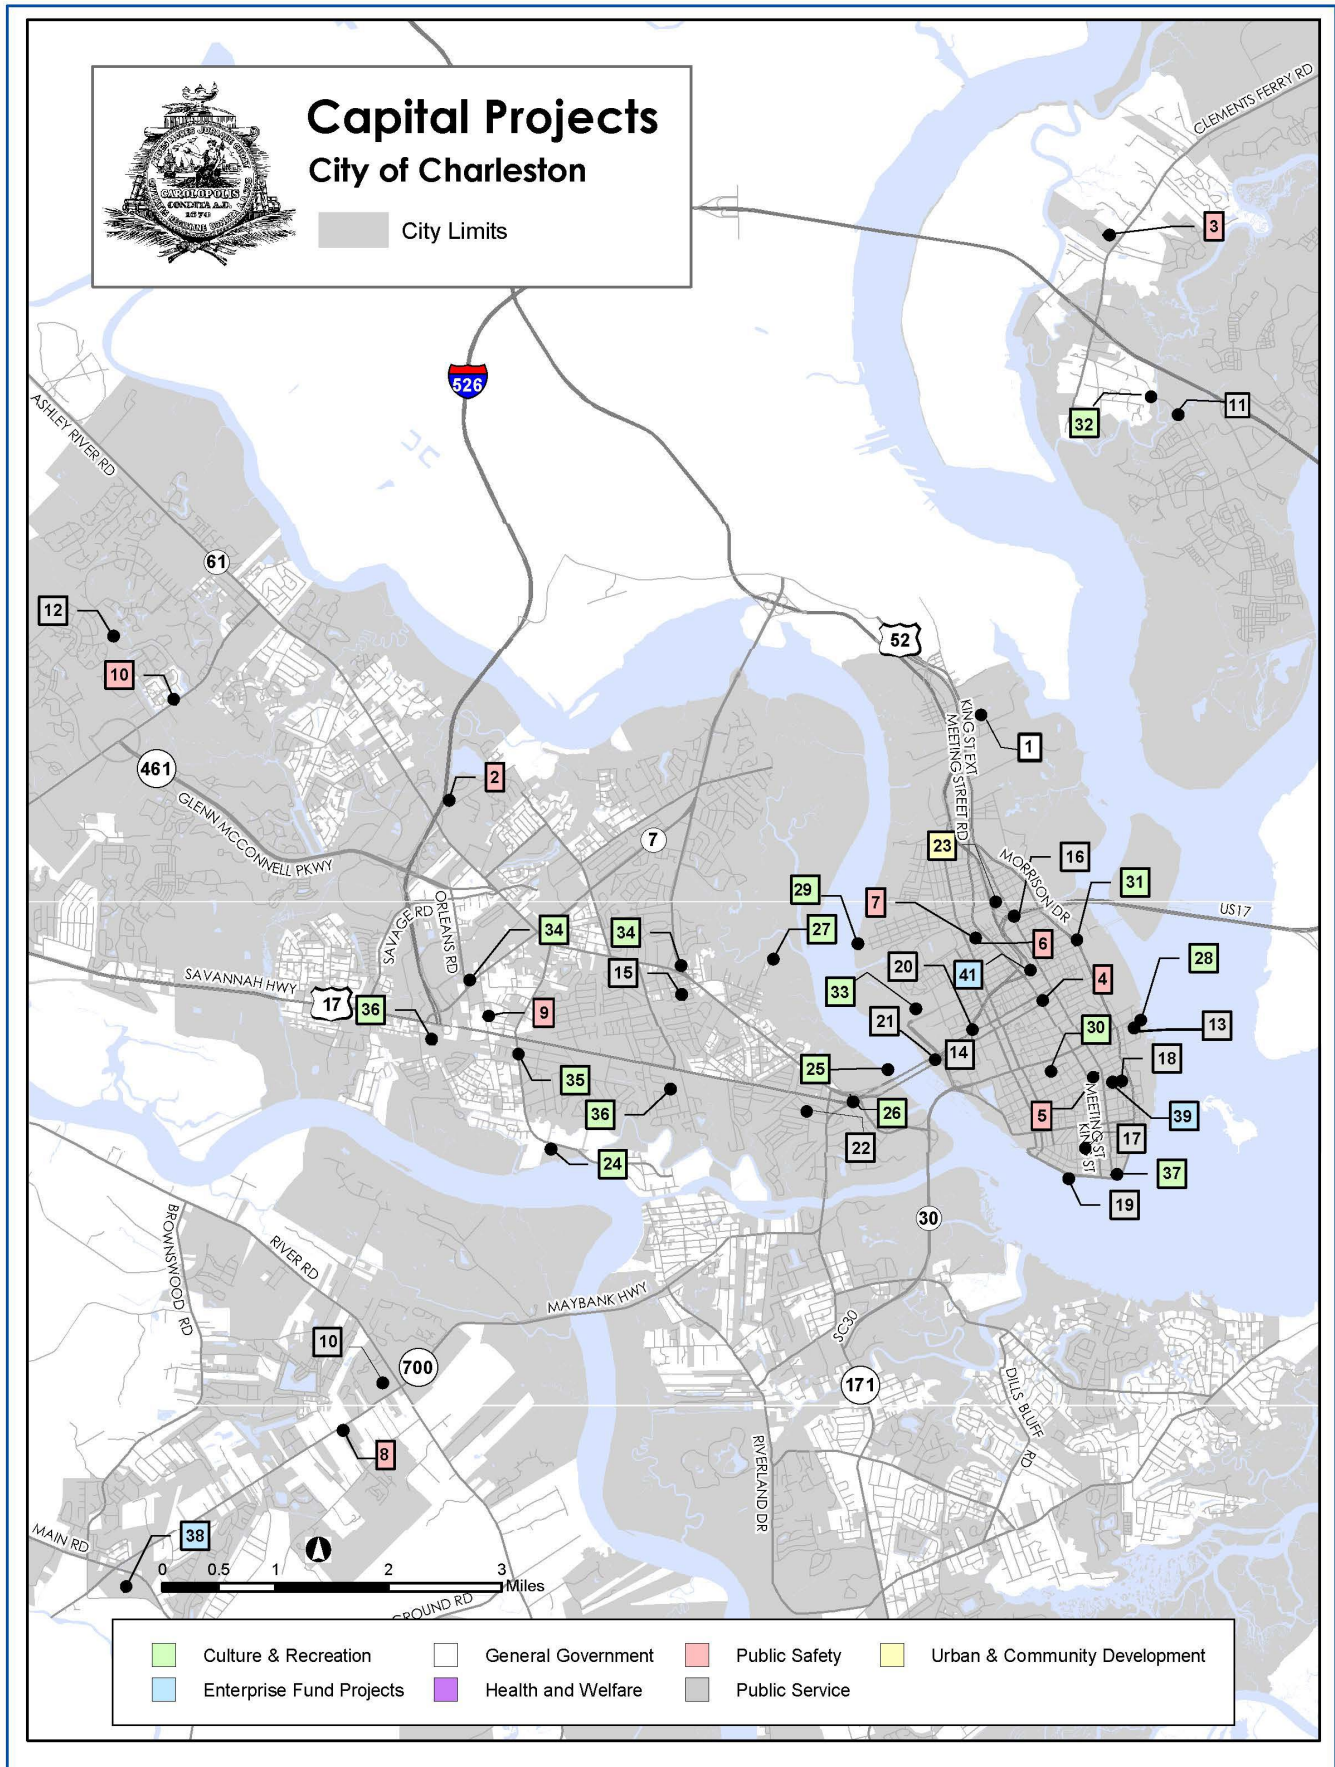 Capital Projects
City of Charleston
City Limits
CAROLOPOLIS
CONDITA A.D.
1670
CLEMENTS FERRY RD
3
526
11
32
ASHLEY RIVER RD
61
12
52
10
KING ST EXT
MEETING STREET RD
1
461
2
GLENN MCCONNELL PKWY
7
23
MORRISON DR
16
31
29
7
US17
SAVAGE RD
ORLEANS RD
34
34
27
6
28
15
20
41
4
SAVANNAH HWY
17
36
33
9
21
13
30
14
18
25
35
36
26
5
39
22
MEETING ST
KING ST
17
24
37
19
30
BROWNSWOOD RD
RIVER RD
MAYBANK HWY
SC30
10
700
171
DILLS BLUFF RD
8
RIVERLAND DR
MAIN RD
38
0 0.5 1 2 3
Miles
GROUND RD
Culture & Recreation
General Government
Public Safety
Urban & Community Development
Enterprise Fund Projects
Health and Welfare
Public Service